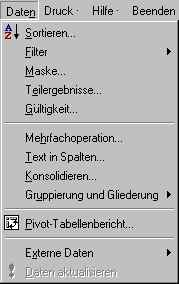 Daten Druck · Hilfe · Beenden
Sortieren...
Filter
Maske...
Teilergebnisse...
Gültigkeit...
Mehrfachoperation...
Text in Spalten...
Konsolidieren...
Gruppierung und Gliederung
Pivot-Tabellenbericht...
Externe Daten
Daten aktualisieren